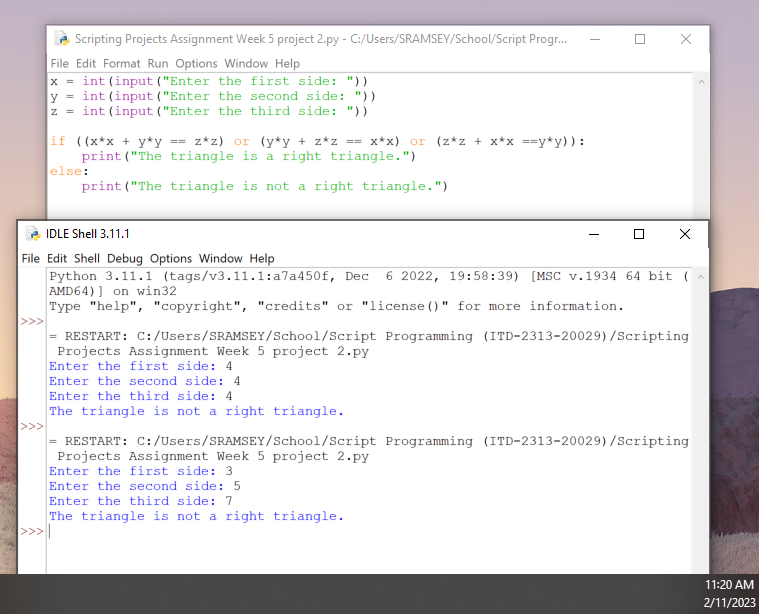 Scripting Projects Assignment Week 5 project 2.py - C:/Users/SRAMSEY/School/Script Progr...
File Edit Format Run Options Window Help
x = int(input("Enter the first side: "))
y = int(input("Enter the second side: "))
z = int(input("Enter the third side: "))
if ((x*x + y*y == z*z) or (y*y + z*z == x*x) or (z*z + x*x ==y*y)):
    print("The triangle is a right triangle.")
else:
    print("The triangle is not a right triangle.")
IDLE Shell 3.11.1
File Edit Shell Debug Options Window Help
Python 3.11.1 (tags/v3.11.1:a7a450f, Dec  6 2022, 19:58:39) [MSC v.1934 64 bit (
AMD64)] on win32
Type "help", "copyright", "credits" or "license()" for more information.
>>>
= RESTART: C:/Users/SRAMSEY/School/Script Programming (ITD-2313-20029)/Scripting
 Projects Assignment Week 5 project 2.py
Enter the first side: 4
Enter the second side: 4
Enter the third side: 4
The triangle is not a right triangle.
>>>
= RESTART: C:/Users/SRAMSEY/School/Script Programming (ITD-2313-20029)/Scripting
 Projects Assignment Week 5 project 2.py
Enter the first side: 3
Enter the second side: 5
Enter the third side: 7
The triangle is not a right triangle.
>>>
11:20 AM
2/11/2023